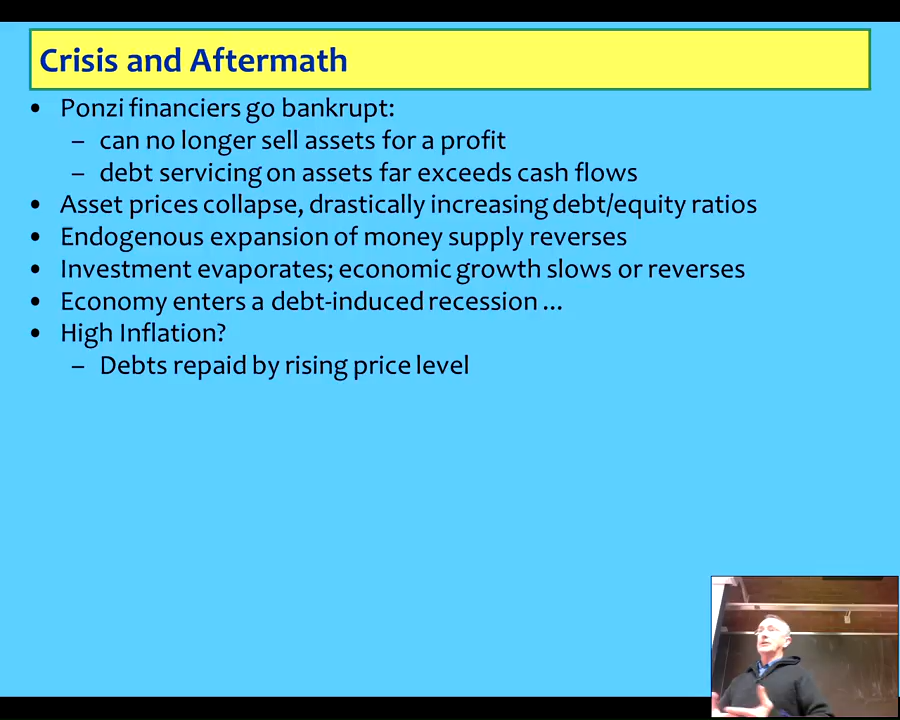 Crisis and Aftermath
• Ponzi financiers go bankrupt:
– can no longer sell assets for a profit
– debt servicing on assets far exceeds cash flows
• Asset prices collapse, drastically increasing debt/equity ratios
• Endogenous expansion of money supply reverses
• Investment evaporates; economic growth slows or reverses
• Economy enters a debt-induced recession ...
• High Inflation?
– Debts repaid by rising price level